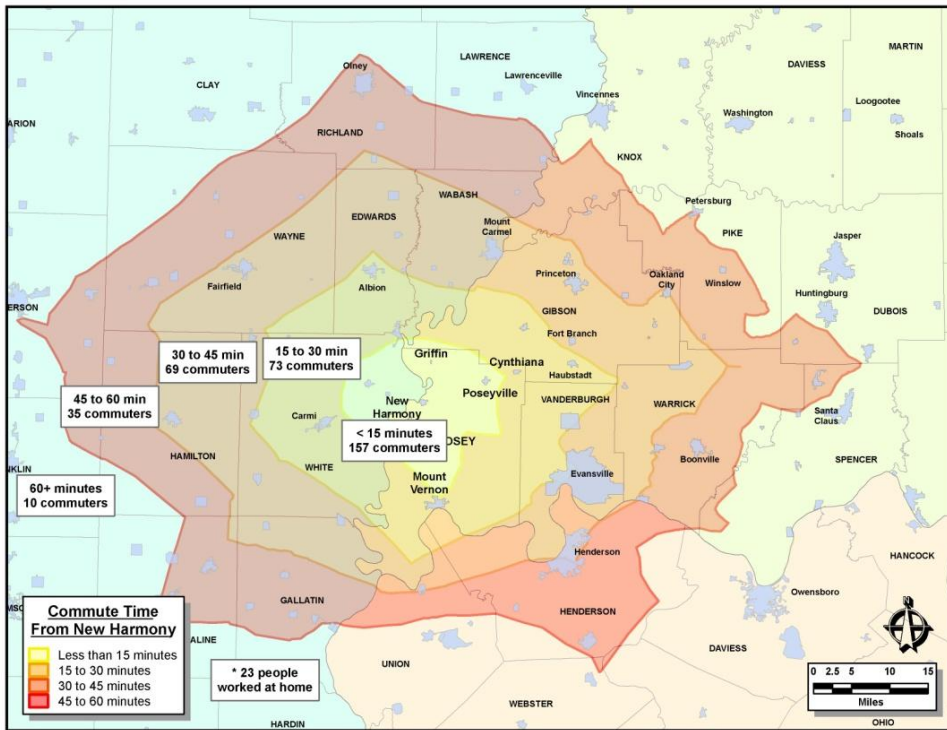 MARTIN
LAWRENCE
DAVIESS
Olney
CLAY
Lawrenceville
Loogootee
Vincennes
Washington
ARION
Shoals
RICHLAND
KNOX
WABASH
Petersburg
EDWARDS
PIKE
Mount
Carmel
WAYNE
Jasper
Princeton
Oakland
City
Winslow
Fairfield
Albion
Huntingburg
ERSON
GIBSON
DUBOIS
Fort Branch
30 to 45 min
69 commuters
15 to 30 min
73 commuters
Griffin
Cynthiana
Haubstadt
45 to 60 min
35 commuters
Poseyville
New
Harmony
VANDERBURGH
WARRICK
Santa
Claus
Carmi
< 15 minutes
157 commuters
OSEY
HAMILTON
WHITE
Boonville
SPENCER
NKLIN
Mount
Vernon
Evansville
60+ minutes
10 commuters
Henderson
HANCOCK
Owensboro
GALLATIN
HENDERSON
Commute Time
From New Harmony
Less than 15 minutes
15 to 30 minutes
30 to 45 minutes
45 to 60 minutes
ALINE
* 23 people
worked at home
UNION
DAVIESS
0 2.5 5 10 15
Miles
WEBSTER
HARDIN
OHIO